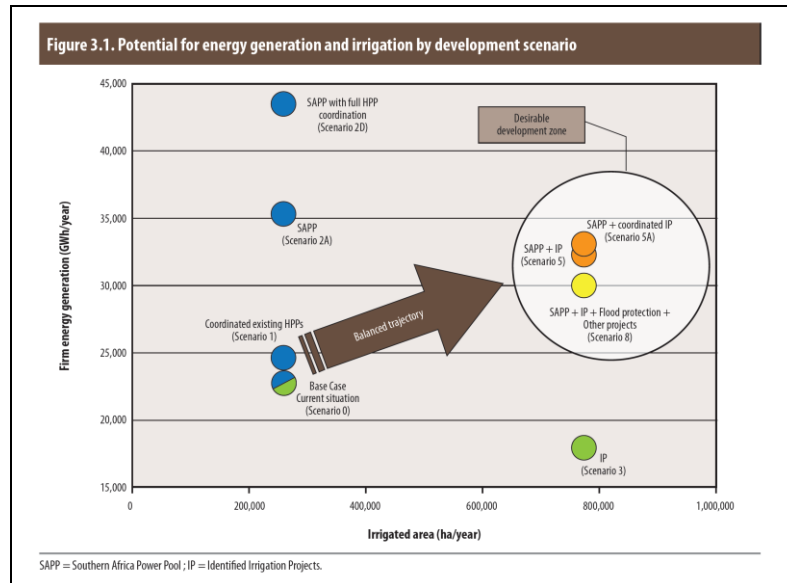 Figure 3.1. Potential for energy generation and irrigation by development scenario
45,000
40,000
35,000
30,000
25,000
20,000
15,000
Firm energy generation (GWh/year)
SAPP with full HPP
coordination
(Scenario 2D)
Desirable
development zone
SAPP
(Scenario 2A)
SAPP + coordinated IP
(Scenario 5A)
SAPP + IP
(Scenario 5)
SAPP + IP + Flood protection +
Other projects
(Scenario 8)
Coordinated existing HPPs
(Scenario 1)
Balanced trajectory
Base Case
Current situation
(Scenario 0)
IP
(Scenario 3)
0
200,000
400,000
600,000
800,000
1,000,000
Irrigated area (ha/year)
SAPP = Southern Africa Power Pool ; IP = Identified Irrigation Projects.